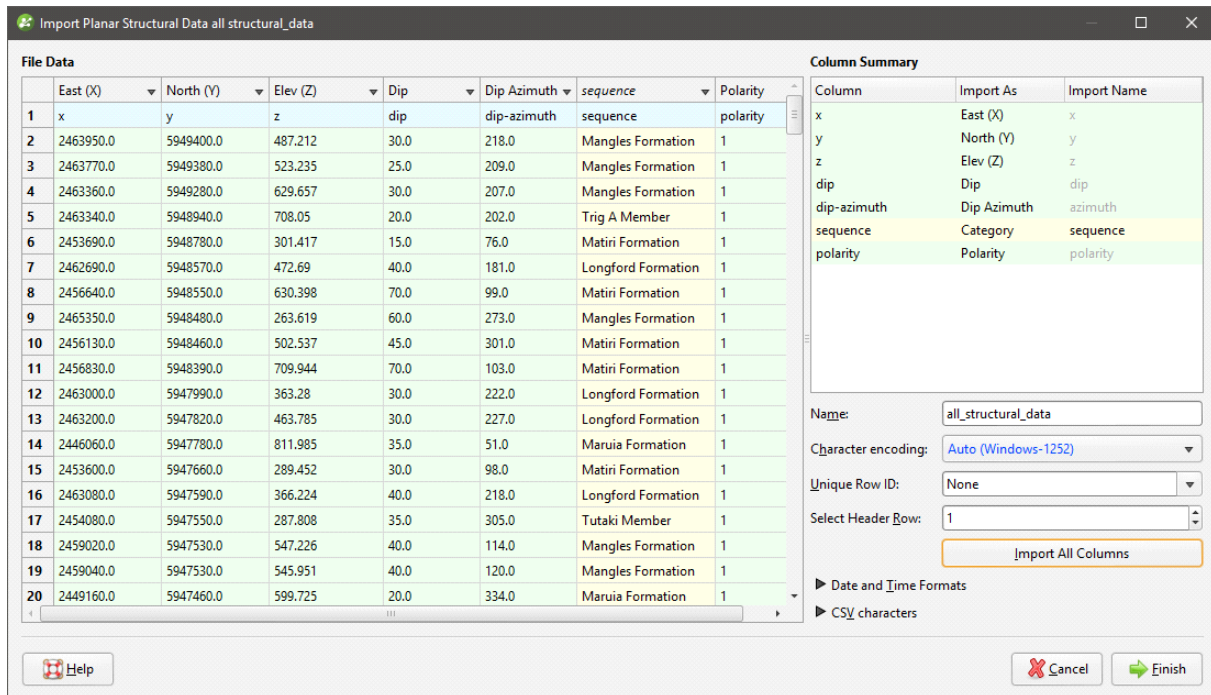 Import Planar Structural Data all structural_data
File Data
East (X) North (Y) Elev (Z) Dip Dip Azimuth sequence Polarity
1 x y z dip dip-azimuth sequence polarity
2 2463950.0 5949400.0 487.212 30.0 218.0 Mangles Formation 1
3 2463770.0 5949380.0 523.235 25.0 209.0 Mangles Formation 1
4 2463360.0 5949280.0 629.657 30.0 207.0 Mangles Formation 1
5 2463340.0 5948940.0 708.05 20.0 202.0 Trig A Member 1
6 2453690.0 5948780.0 301.417 15.0 76.0 Matiri Formation 1
7 2462690.0 5948570.0 472.69 40.0 181.0 Longford Formation 1
8 2456640.0 5948550.0 630.398 70.0 99.0 Matiri Formation 1
9 2465350.0 5948480.0 263.619 60.0 273.0 Mangles Formation 1
10 2456130.0 5948460.0 502.537 45.0 301.0 Matiri Formation 1
11 2456830.0 5948390.0 709.944 70.0 103.0 Matiri Formation 1
12 2463000.0 5947990.0 363.28 30.0 222.0 Longford Formation 1
13 2463200.0 5947820.0 463.785 30.0 227.0 Longford Formation 1
14 2446060.0 5947780.0 811.985 35.0 51.0 Maruia Formation 1
15 2453600.0 5947660.0 289.452 30.0 98.0 Matiri Formation 1
16 2463080.0 5947590.0 366.224 40.0 218.0 Longford Formation 1
17 2454080.0 5947550.0 287.808 35.0 305.0 Tutaki Member 1
18 2459020.0 5947530.0 547.226 40.0 114.0 Mangles Formation 1
19 2459040.0 5947530.0 545.951 40.0 120.0 Mangles Formation 1
20 2449160.0 5947460.0 599.725 20.0 334.0 Maruia Formation 1
Column Summary
Column Import As Import Name
x East (X) x
y North (Y) y
z Elev (Z) z
dip Dip dip
dip-azimuth Dip Azimuth azimuth
sequence Category sequence
polarity Polarity polarity
Name: all_structural_data
Character encoding: Auto (Windows-1252)
Unique Row ID: None
Select Header Row: 1
Import All Columns
Date and Time Formats
CSV characters
Help
Cancel
Finish